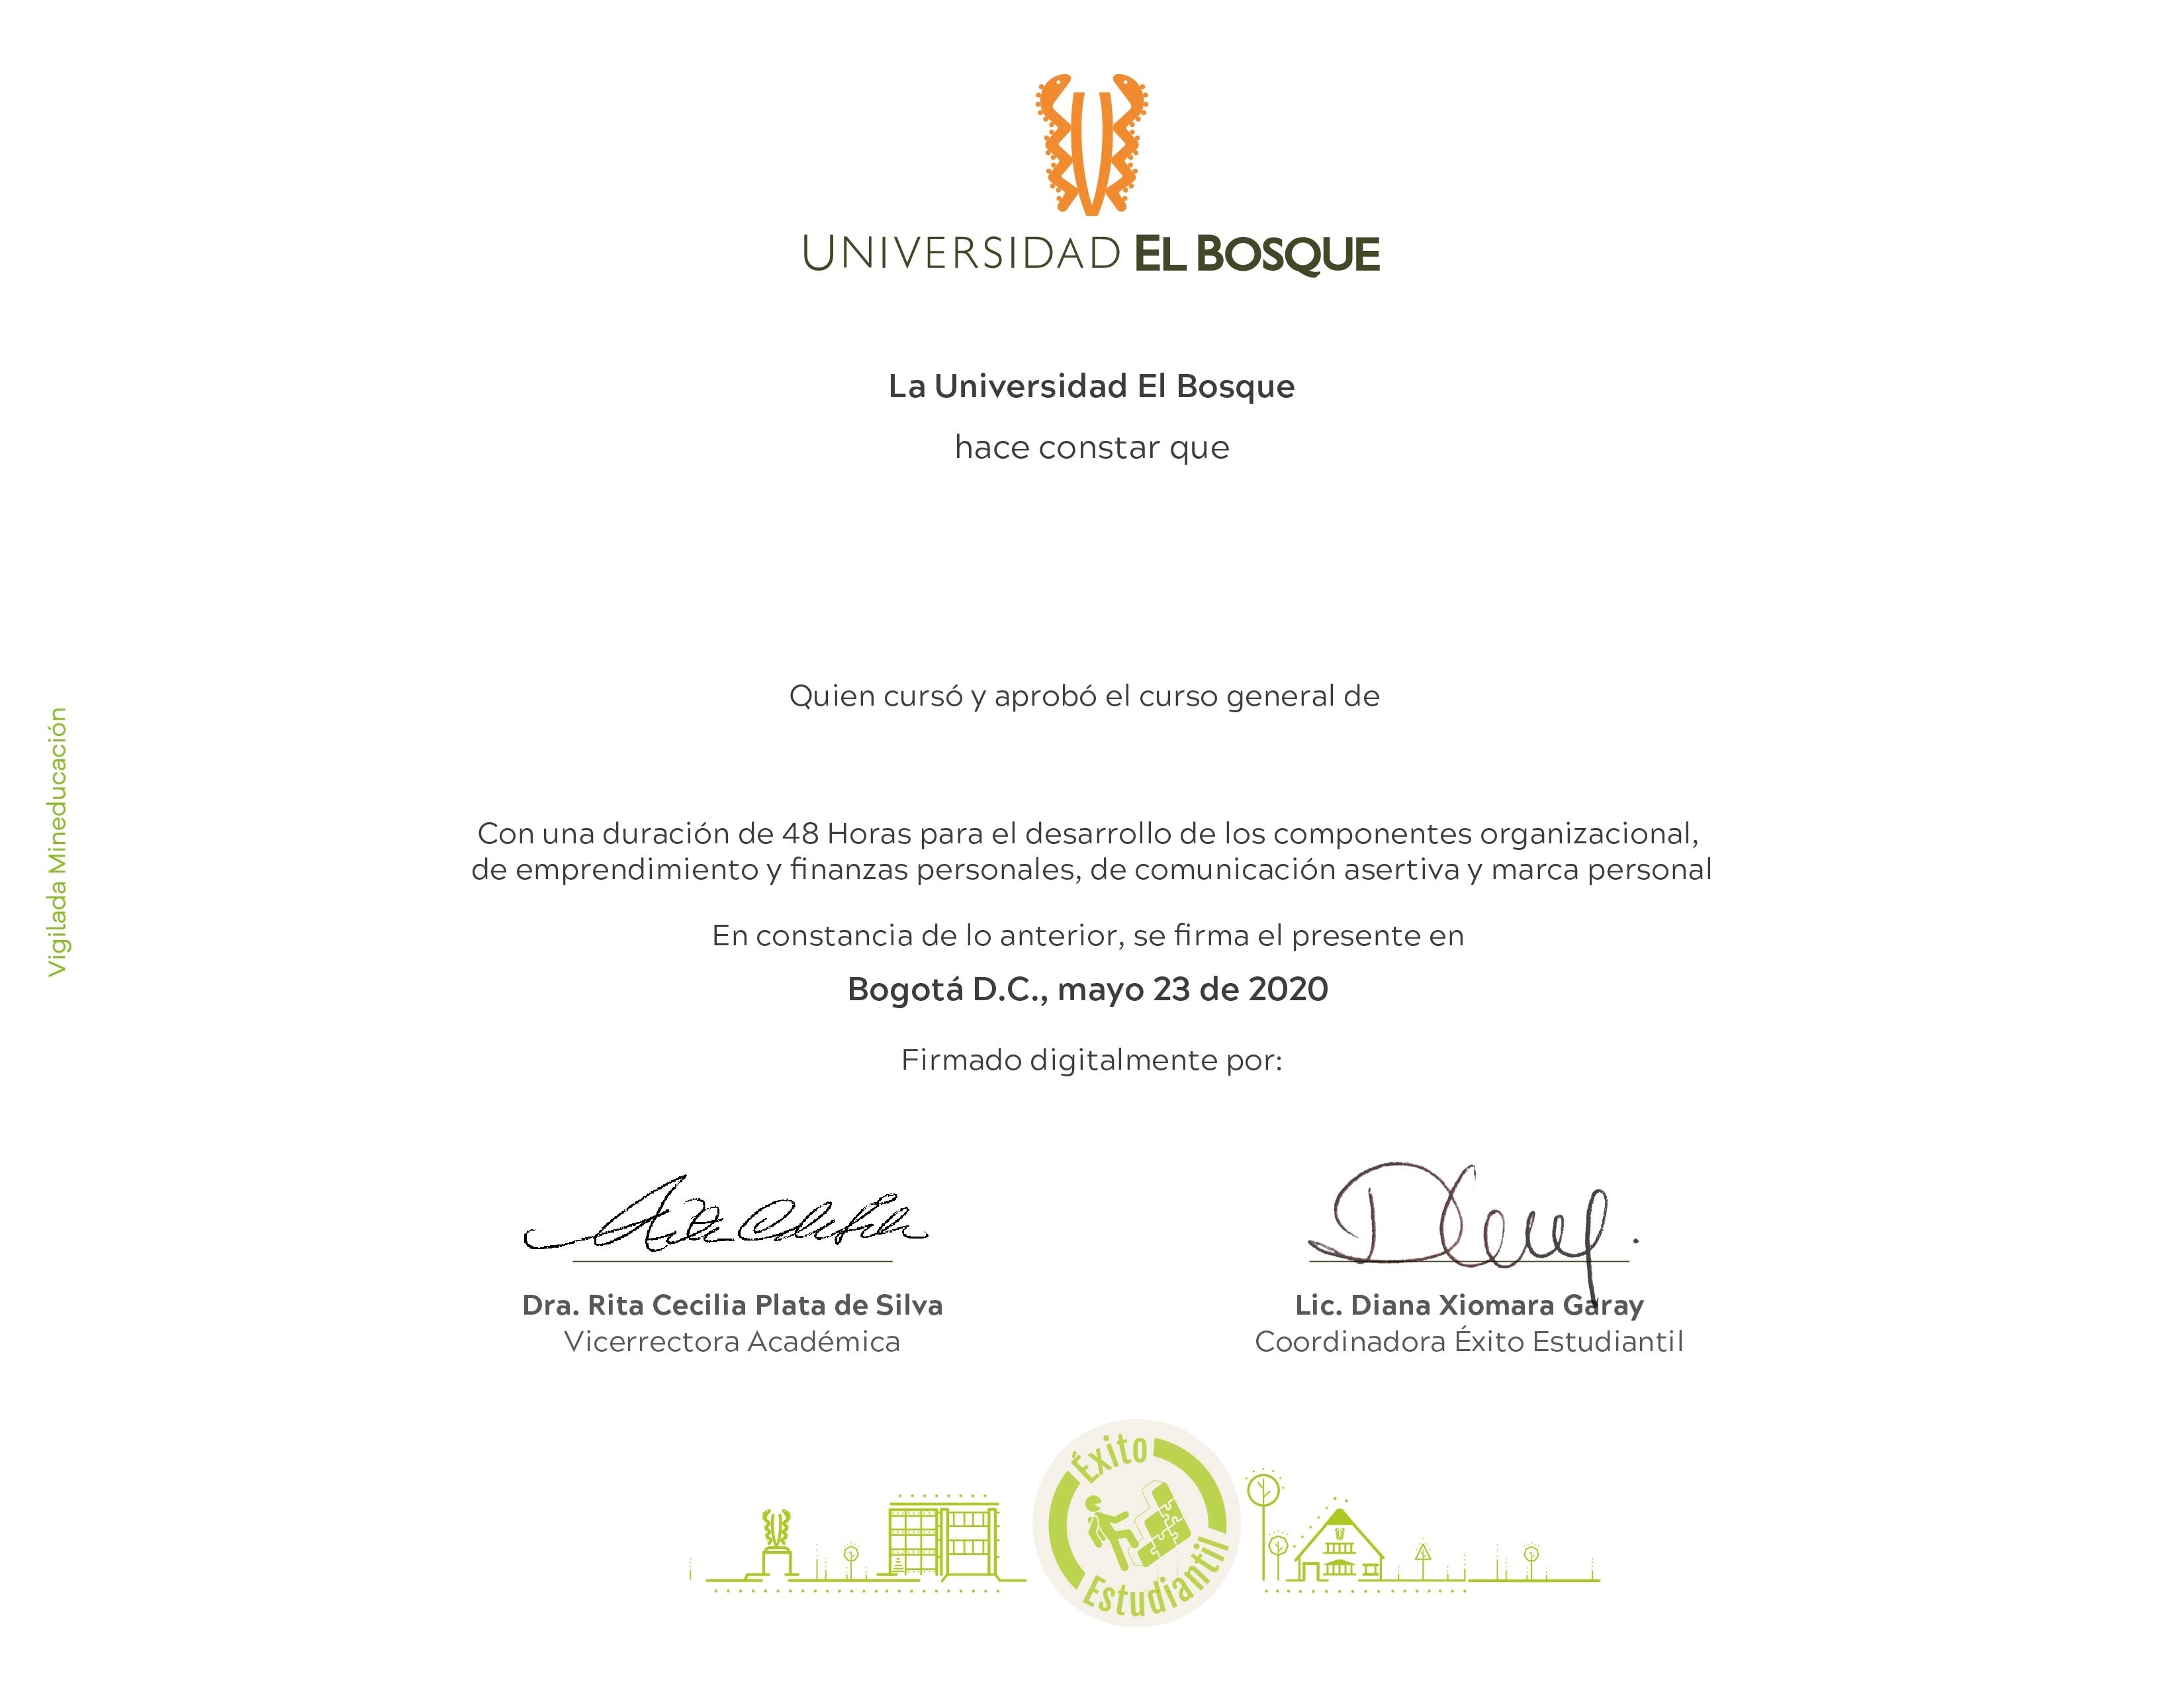 UNIVERSIDAD EL BOSQUE
La Universidad El Bosque
hace constar que
Quien cursó y aprobó el curso general de
Con una duración de 48 Horas para el desarrollo de los componentes organizacional,
de emprendimiento y finanzas personales, de comunicación asertiva y marca personal
En constancia de lo anterior, se firma el presente en
Bogotá D.C., mayo 23 de 2020
Firmado digitalmente por:
Dra. Rita Cecilia Plata de Silva
Vicerrectora Académica
Lic. Diana Xiomara Garay
Coordinadora Éxito Estudiantil
Éxito
Estudiantil
Vigilada Mineducación